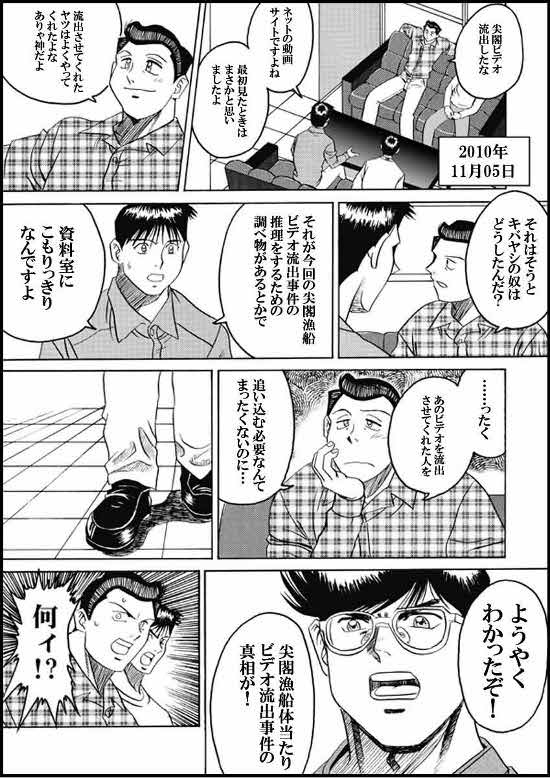 尖閣ビデオ
流出したな
ネットの動画
サイトですよね
最初見たときは
まさかと思い
ましたよ
流出させてくれた
ヤツはよくやって
くれたよな
ありゃ神だよ
2010年
11月05日
それはそうと
キバヤシの奴は
どうしたんだ?
それが今回の尖閣漁船
ビデオ流出事件の
推理をするための
調べ物があるとかで
資料室に
こもりっきり
なんですよ
……ったく
あのビデオを流出
させてくれた人を
追い込む必要なんて
まったくないのに…
ようやく
わかったぞ!
尖閣漁船体当たり
ビデオ流出事件の
真相が!
何ィ!?